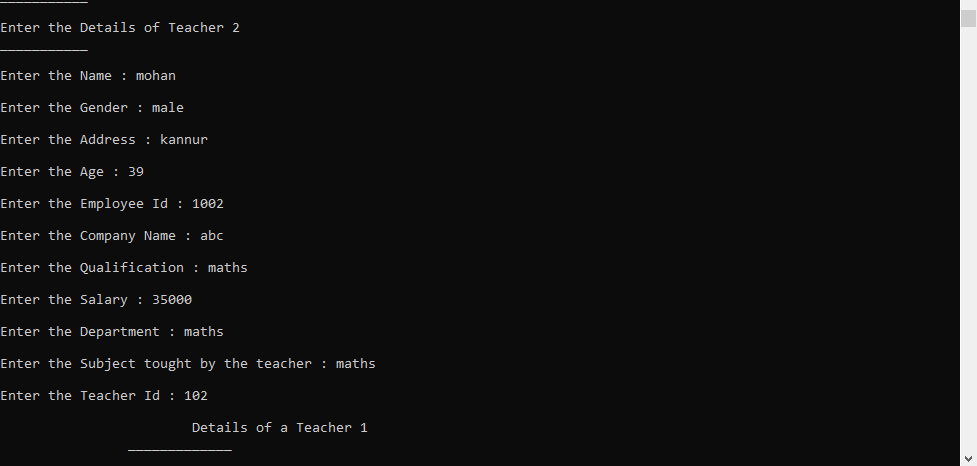 ___________
Enter the Details of Teacher 2
___________
Enter the Name : mohan
Enter the Gender : male
Enter the Address : kannur
Enter the Age : 39
Enter the Employee Id : 1002
Enter the Company Name : abc
Enter the Qualification : maths
Enter the Salary : 35000
Enter the Department : maths
Enter the Subject tought by the teacher : maths
Enter the Teacher Id : 102
Details of a Teacher 1
_____________